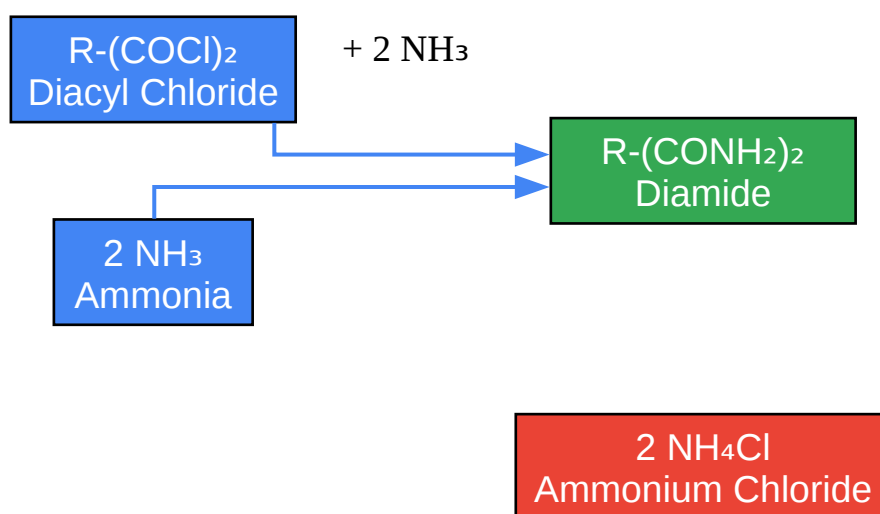 R-(COCl)₂
Diacyl Chloride
+ 2 NH₃
R-(CONH₂)₂
Diamide
2 NH₃
Ammonia
2 NH₄Cl
Ammonium Chloride